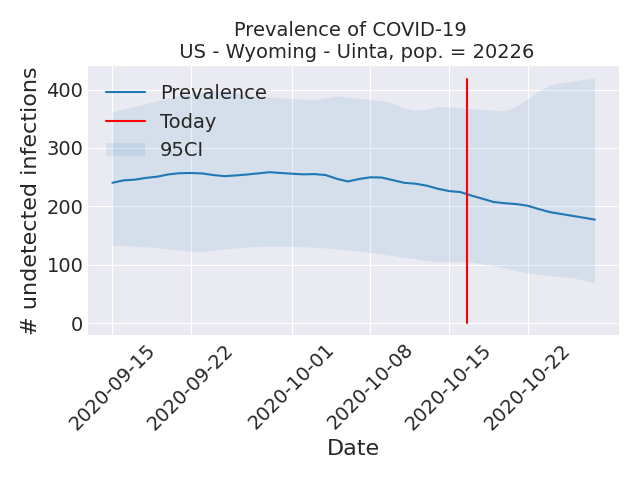 Prevalence of COVID-19
US - Wyoming - Uinta, pop. = 20226
# undetected infections
400
300
200
100
0
Prevalence
Today
95CI
2020-09-15
2020-09-22
2020-10-01
2020-10-08
2020-10-15
2020-10-22
Date